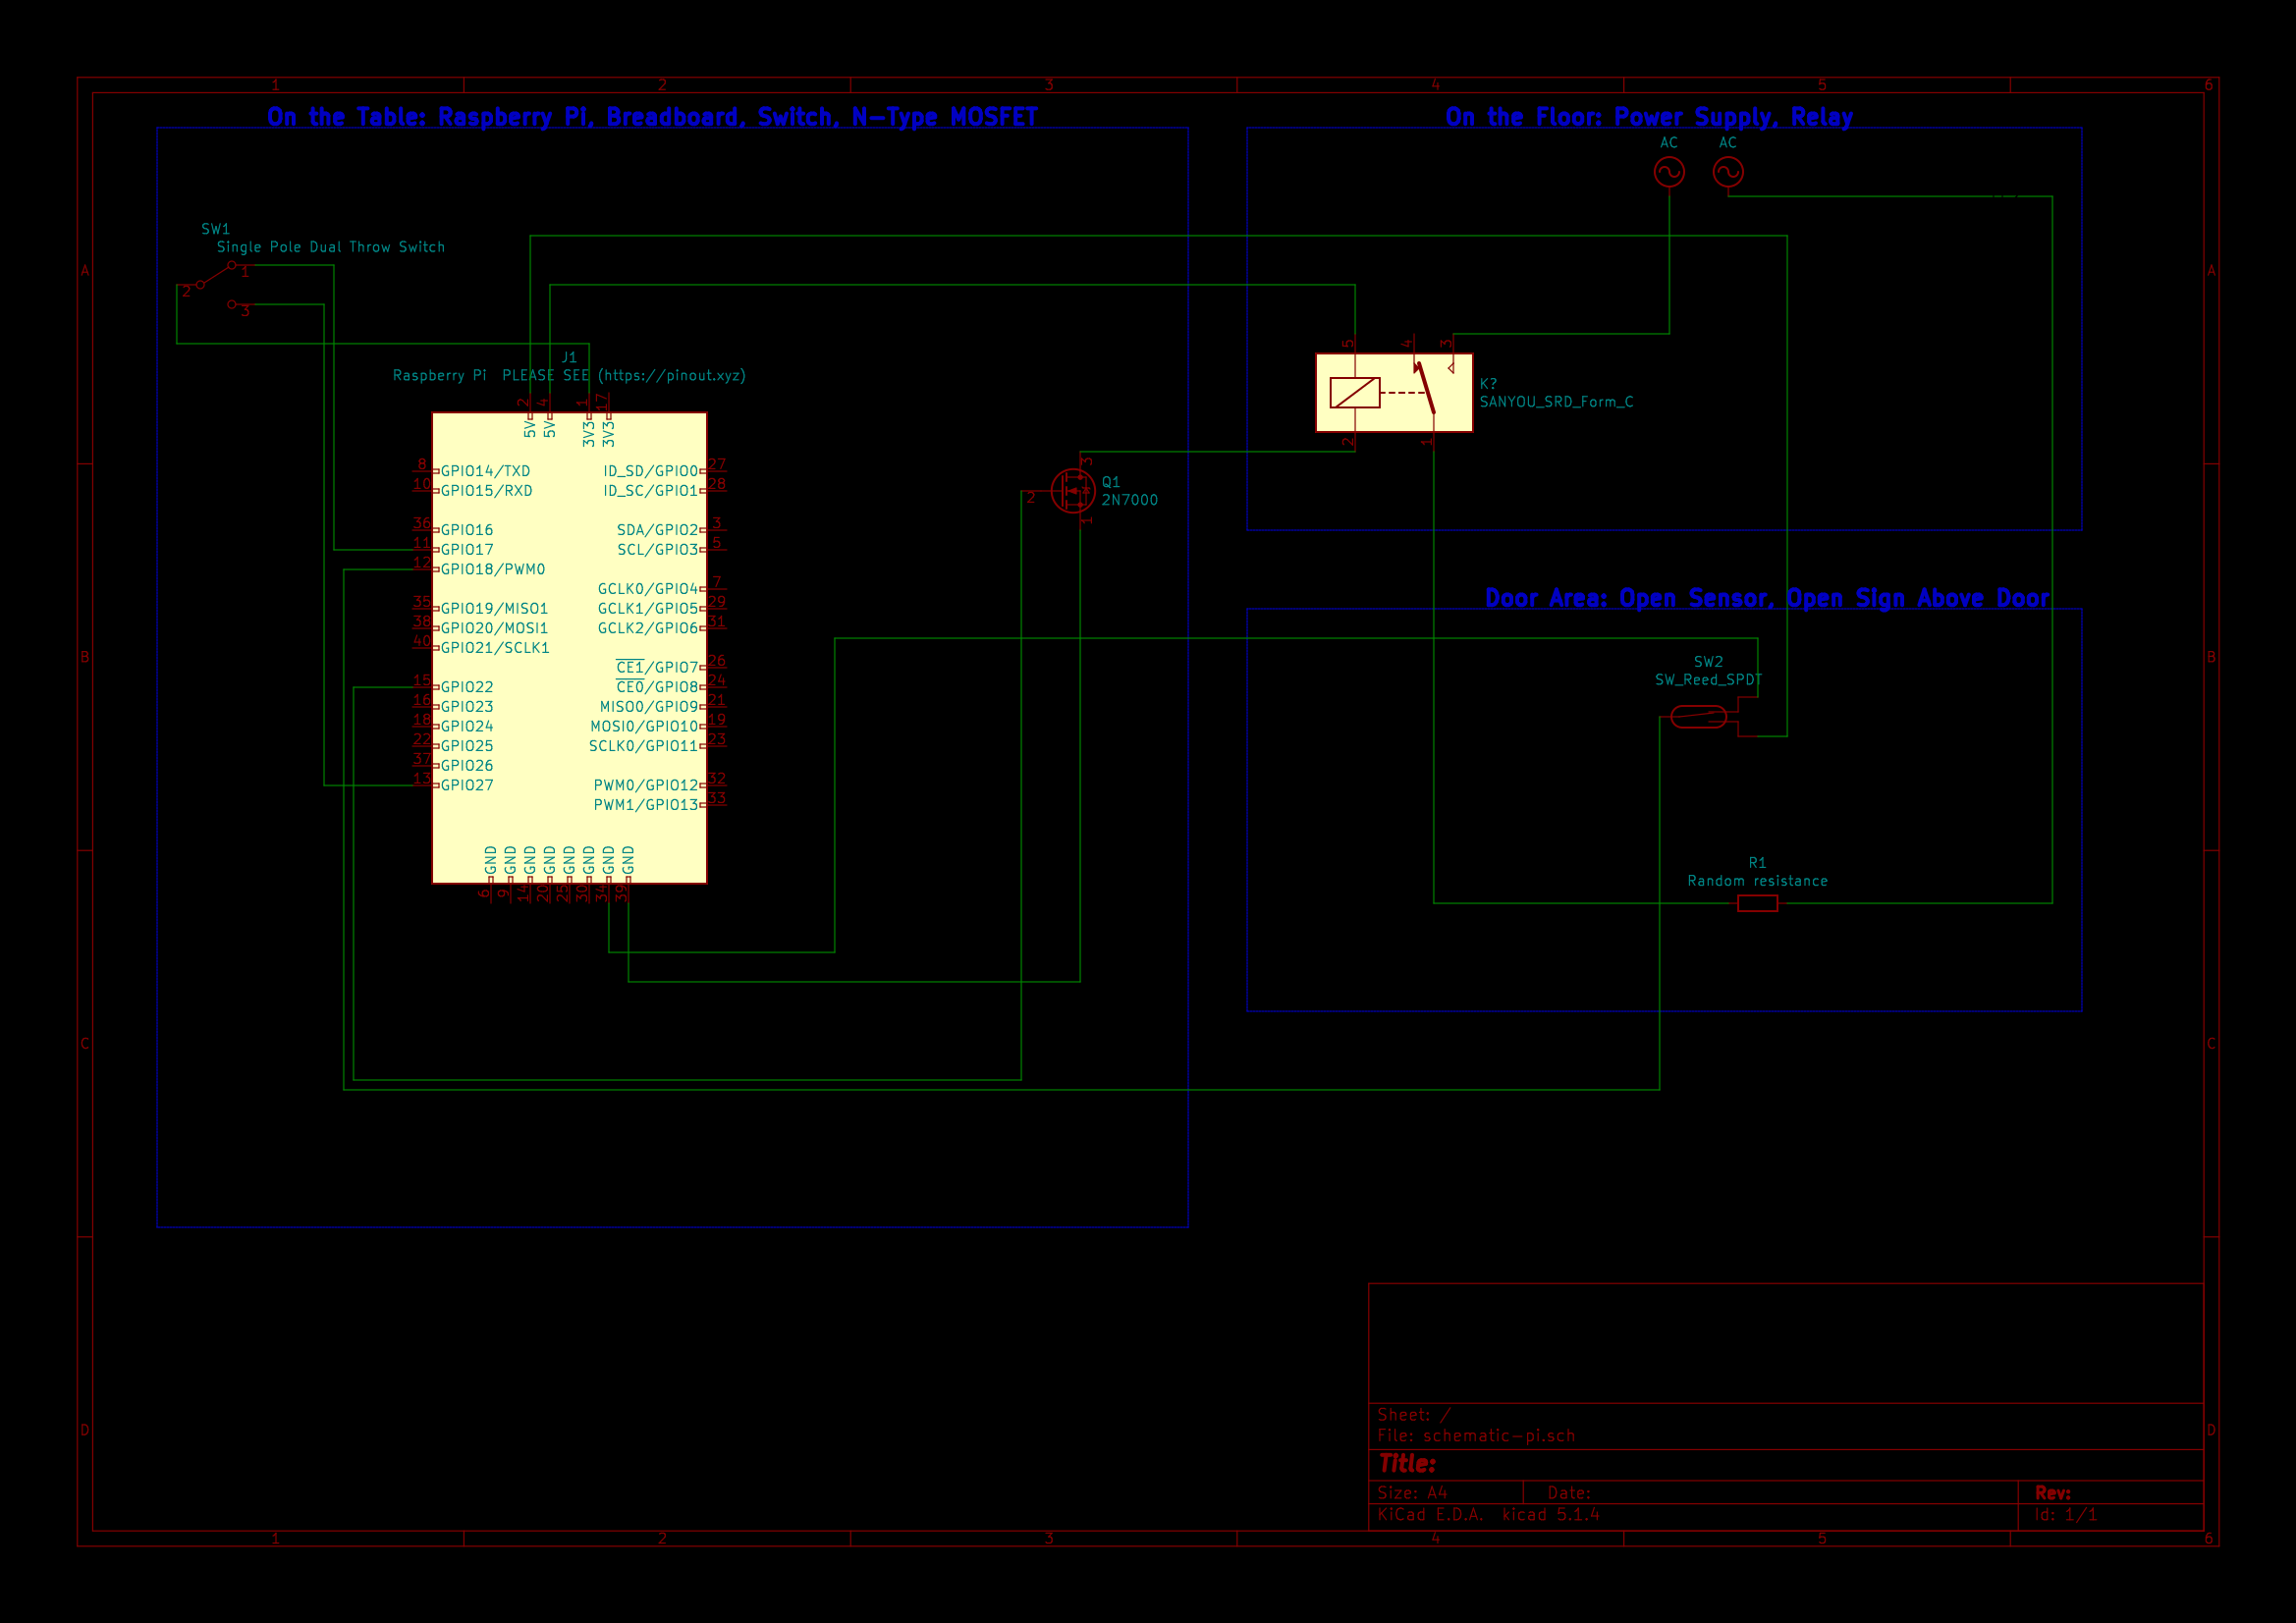 1 2 3 4 5 6
On the Table: Raspberry Pi, Breadboard, Switch, N-Type MOSFET
On the Floor: Power Supply, Relay
AC AC
SW1
Single Pole Dual Throw Switch
1
2
3
A A
J1
Raspberry Pi  PLEASE SEE (https://pinout.xyz)
2 4 1 17
5V 5V 3V3 3V3
8 GPIO14/TXD
10 GPIO15/RXD
36 GPIO16
11 GPIO17
12 GPIO18/PWM0
35 GPIO19/MISO1
38 GPIO20/MOSI1
40 GPIO21/SCLK1
15 GPIO22
16 GPIO23
18 GPIO24
22 GPIO25
37 GPIO26
13 GPIO27
ID_SD/GPIO0 27
ID_SC/GPIO1 28
SDA/GPIO2 3
SCL/GPIO3 5
GCLK0/GPIO4 7
GCLK1/GPIO5 29
GCLK2/GPIO6 31
CE1/GPIO7 26
CE0/GPIO8 24
MISO0/GPIO9 21
MOSI0/GPIO10 19
SCLK0/GPIO11 23
PWM0/GPIO12 32
PWM1/GPIO13 33
GND GND GND GND GND GND GND GND
6 9 14 20 25 30 34 39
3
2
1
Q1
2N7000
5 4 3
K?
SANYOU_SRD_Form_C
2 1
Door Area: Open Sensor, Open Sign Above Door
B B
SW2
SW_Reed_SPDT
R1
Random resistance
C C
D D
Sheet: /
File: schematic-pi.sch
Title:
Size: A4 Date: Rev:
KiCad E.D.A.  kicad 5.1.4 Id: 1/1
1 2 3 4 5 6